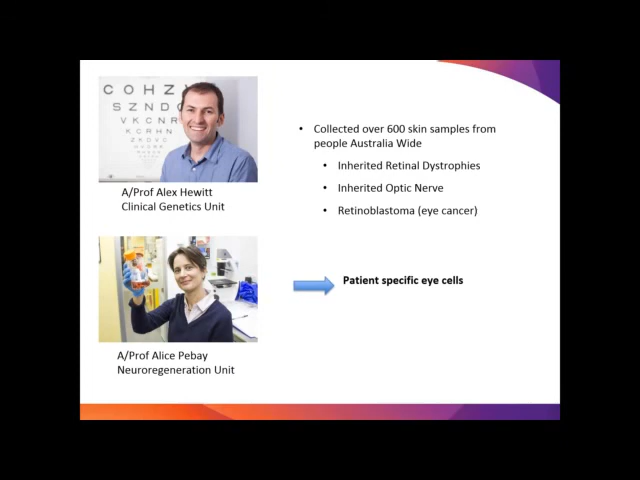 COHZV
SZNDC
VKCNR
KCRHN
ZKDVC
A/Prof Alex Hewitt
Clinical Genetics Unit
• Collected over 600 skin samples from
people Australia Wide
• Inherited Retinal Dystrophies
• Inherited Optic Nerve
• Retinoblastoma (eye cancer)
Patient specific eye cells
A/Prof Alice Pebay
Neuroregeneration Unit